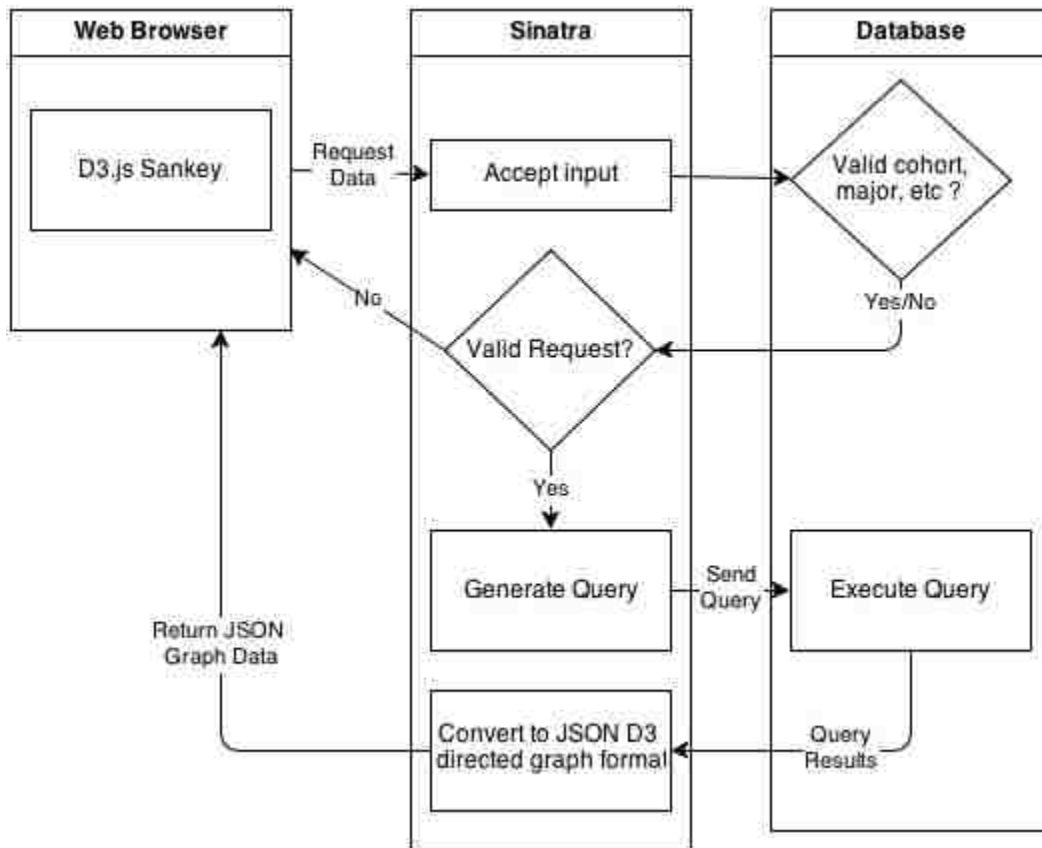 Web Browser
Sinatra
Database
D3.js Sankey
Request
Data
Accept input
Valid cohort,
major, etc ?
No
Yes/No
Valid Request?
Yes
Generate Query
Send
Query
Execute Query
Return JSON
Graph Data
Convert to JSON D3
directed graph format
Query
Results